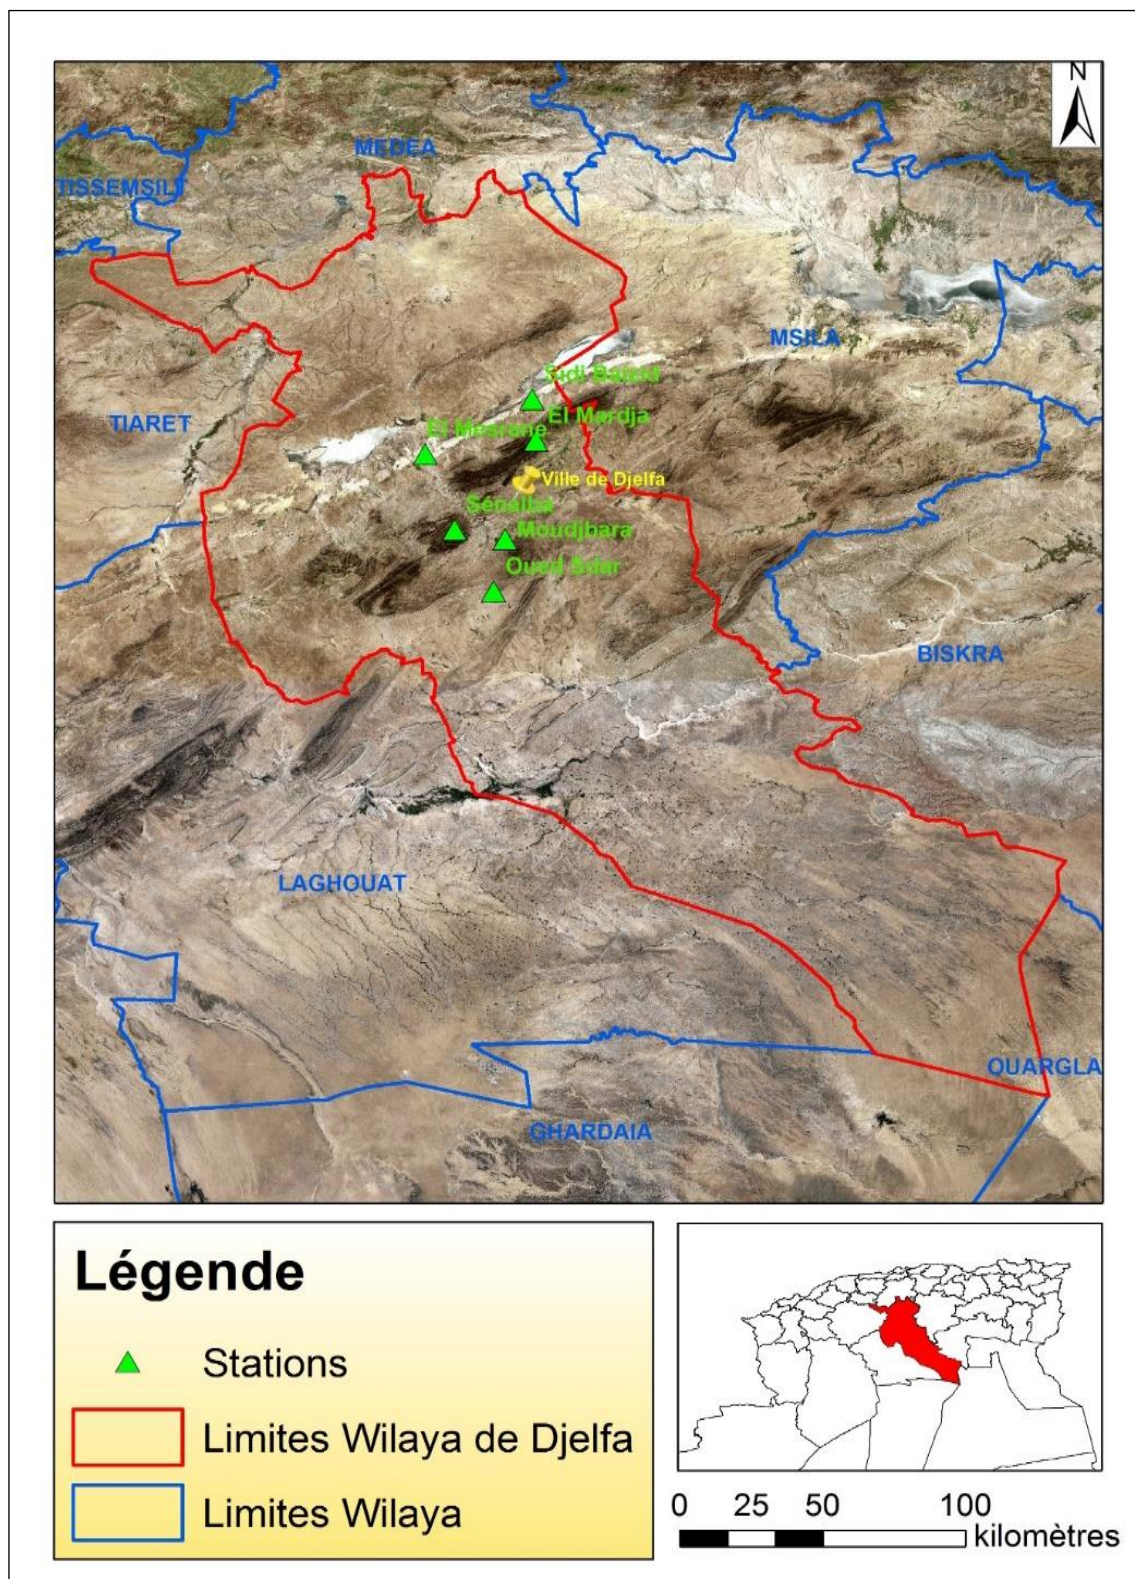 N
MEDEA
TISSEMSILT
MSILA
TIARET
Sidi Baizid
El Mardja
El Mesrane
Ville de Djelfa
Sénalba
Moudjbara
Oued Sdar
BISKRA
LAGHOUAT
OUARGLA
GHARDAIA
Légende
Stations
Limites Wilaya de Djelfa
Limites Wilaya
0 25 50 100
kilomètres